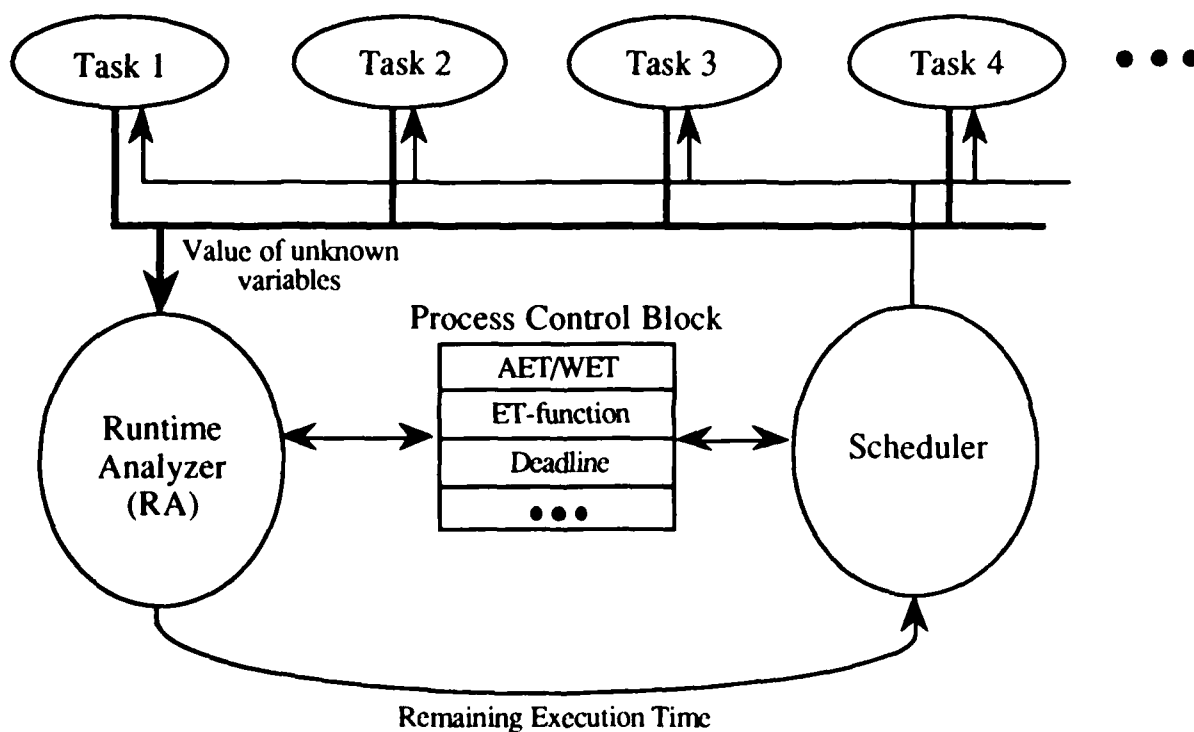 Task 1
Task 2
Task 3
Task 4
Value of unknown
variables
Process Control Block
AET/WET
ET-function
Deadline
Runtime
Analyzer
(RA)
Scheduler
Remaining Execution Time